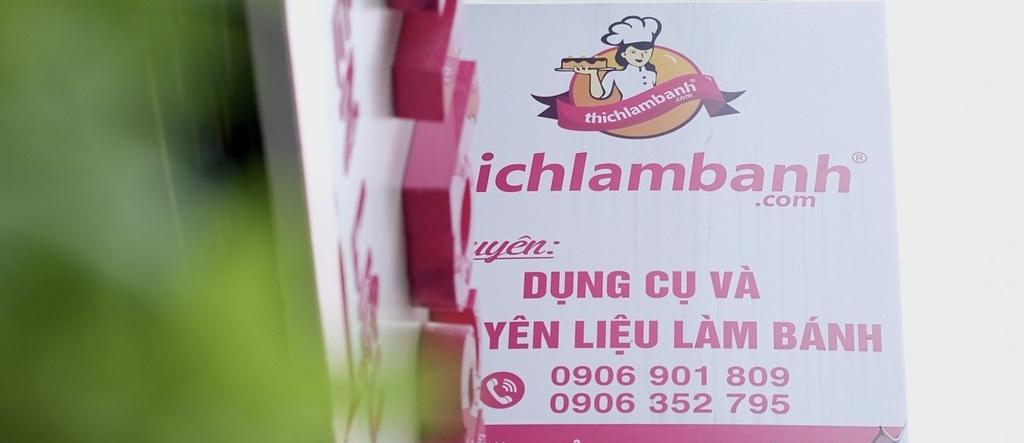 thichlambanh®
.com
ichlambanh®
.com
uyên:
DỤNG CỤ VÀ
YÊN LIỆU LÀM BÁNH
0906 901 809
0906 352 795